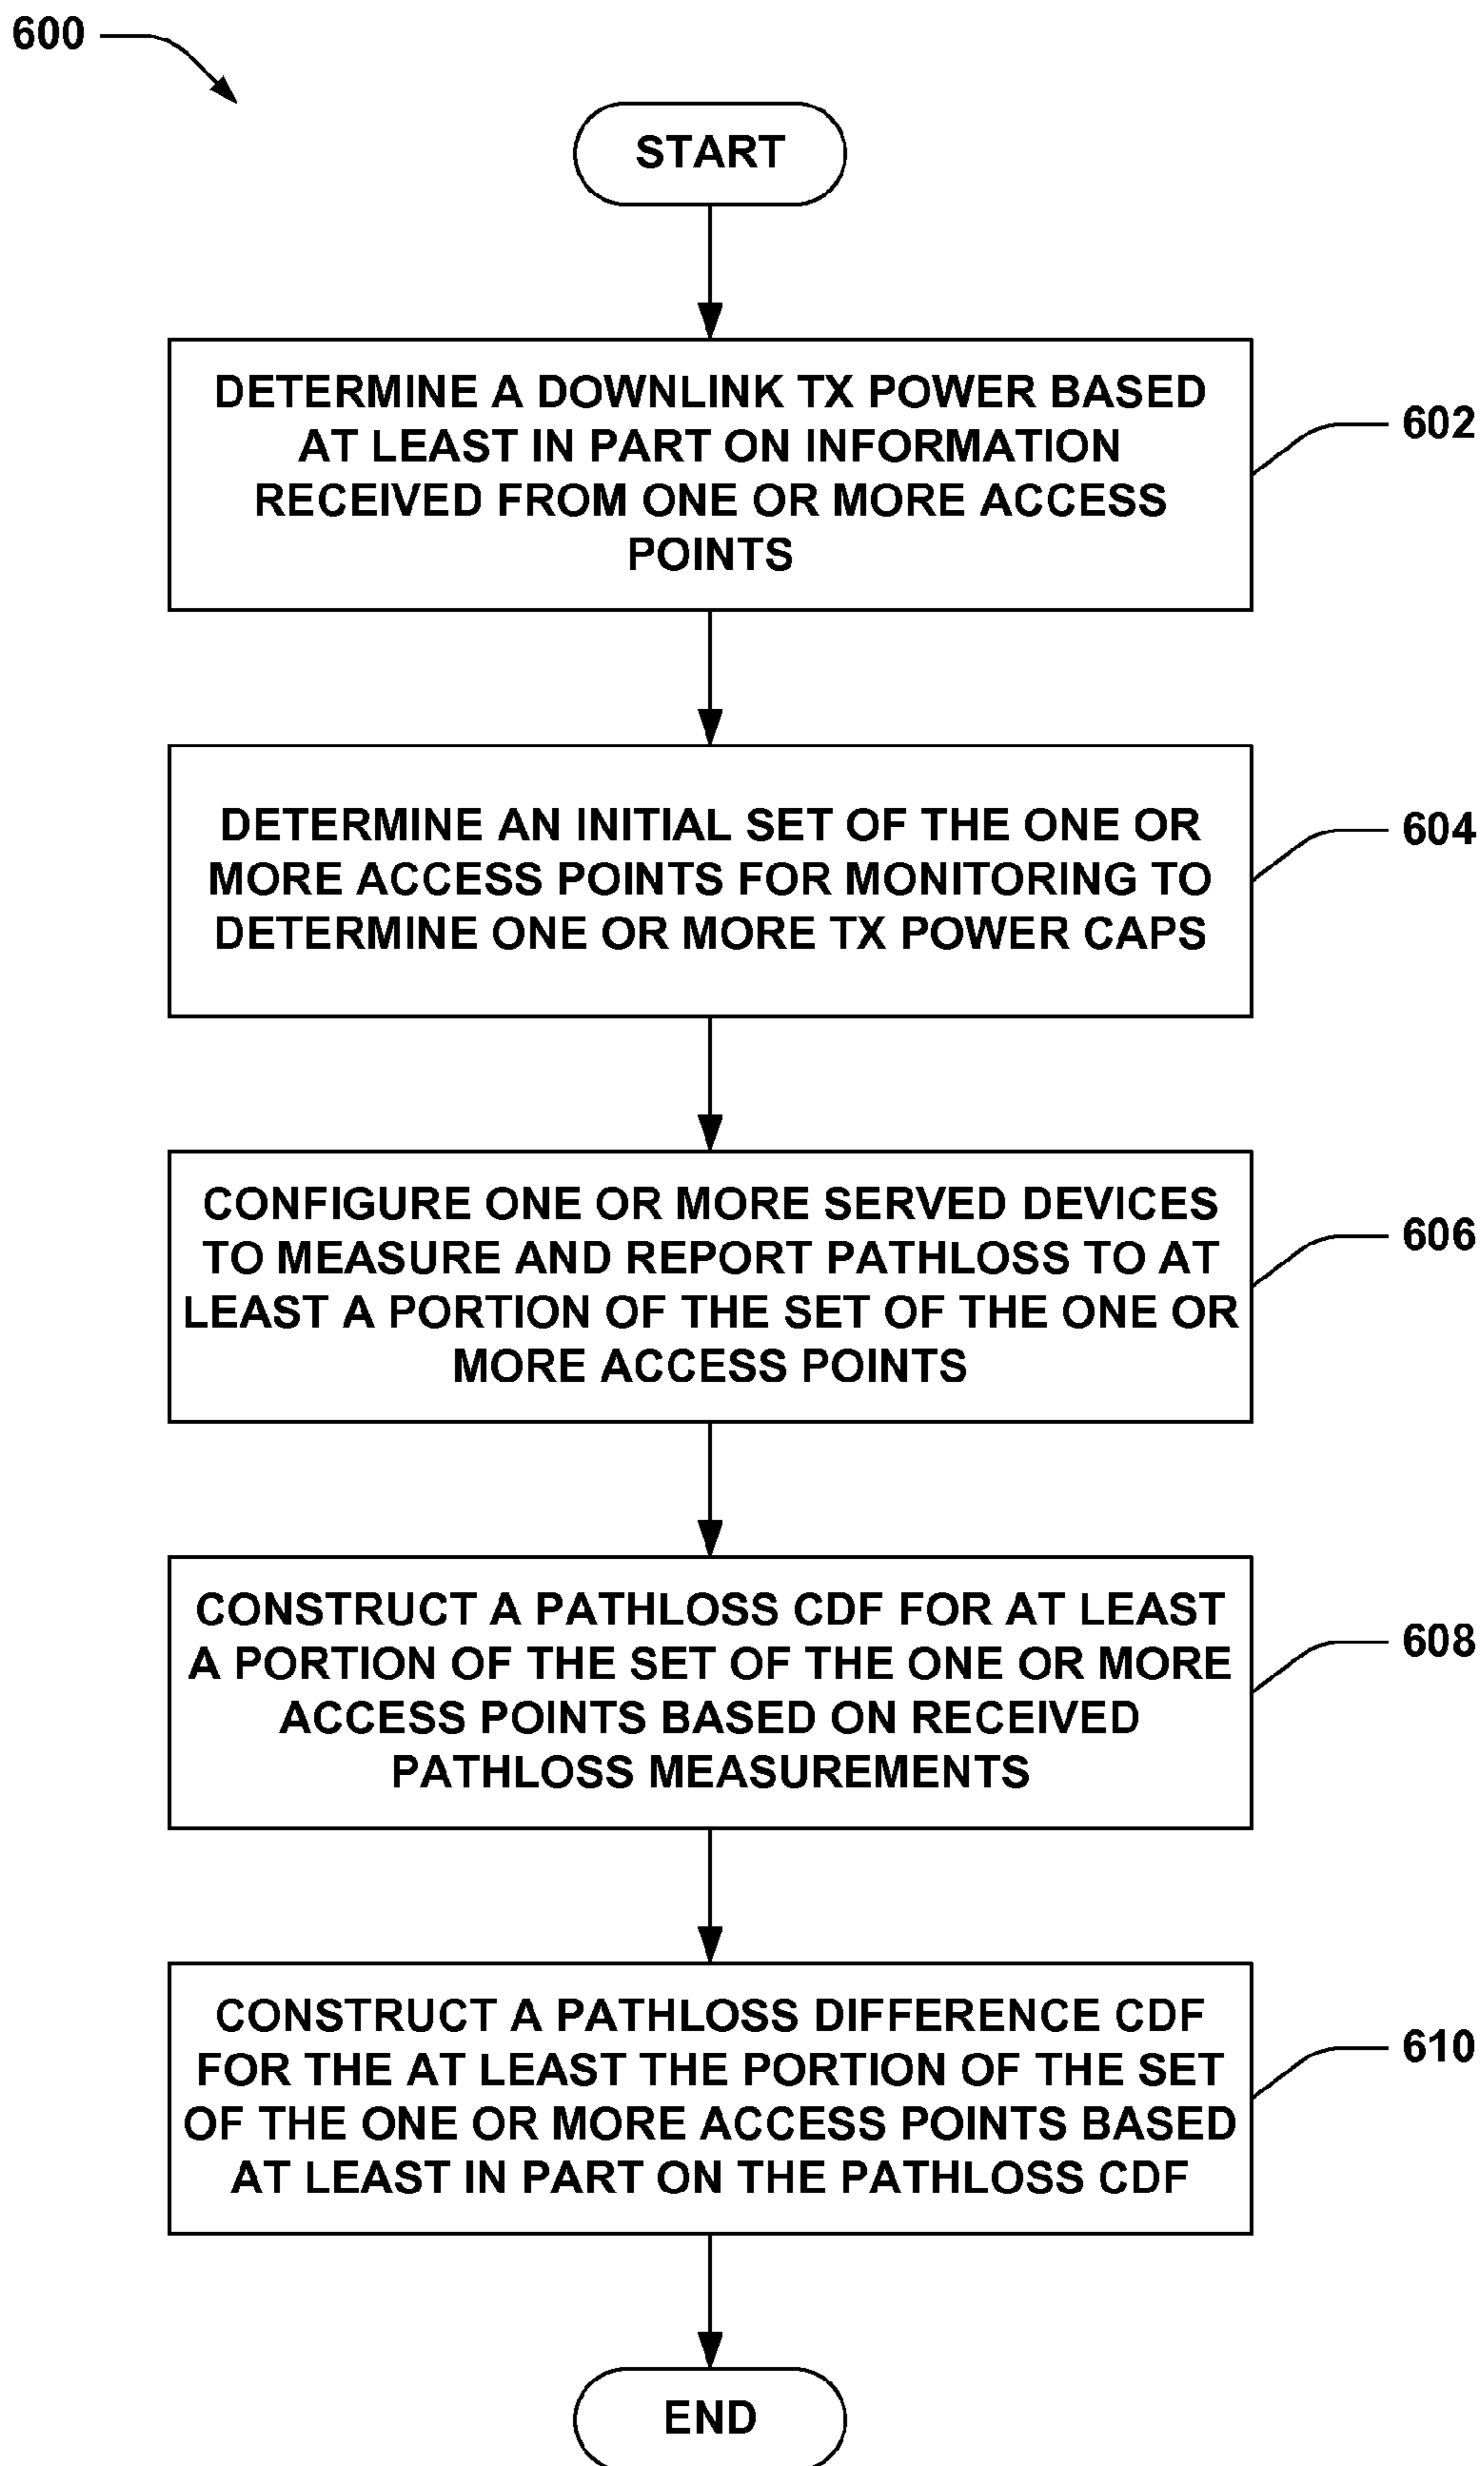 600
START
DETERMINE A DOWNLINK TX POWER BASED
AT LEAST IN PART ON INFORMATION
RECEIVED FROM ONE OR MORE ACCESS
POINTS
602
DETERMINE AN INITIAL SET OF THE ONE OR
MORE ACCESS POINTS FOR MONITORING TO
DETERMINE ONE OR MORE TX POWER CAPS
604
CONFIGURE ONE OR MORE SERVED DEVICES
TO MEASURE AND REPORT PATHLOSS TO AT
LEAST A PORTION OF THE SET OF THE ONE OR
MORE ACCESS POINTS
606
CONSTRUCT A PATHLOSS CDF FOR AT LEAST
A PORTION OF THE SET OF THE ONE OR MORE
ACCESS POINTS BASED ON RECEIVED
PATHLOSS MEASUREMENTS
608
CONSTRUCT A PATHLOSS DIFFERENCE CDF
FOR THE AT LEAST THE PORTION OF THE SET
OF THE ONE OR MORE ACCESS POINTS BASED
AT LEAST IN PART ON THE PATHLOSS CDF
610
END